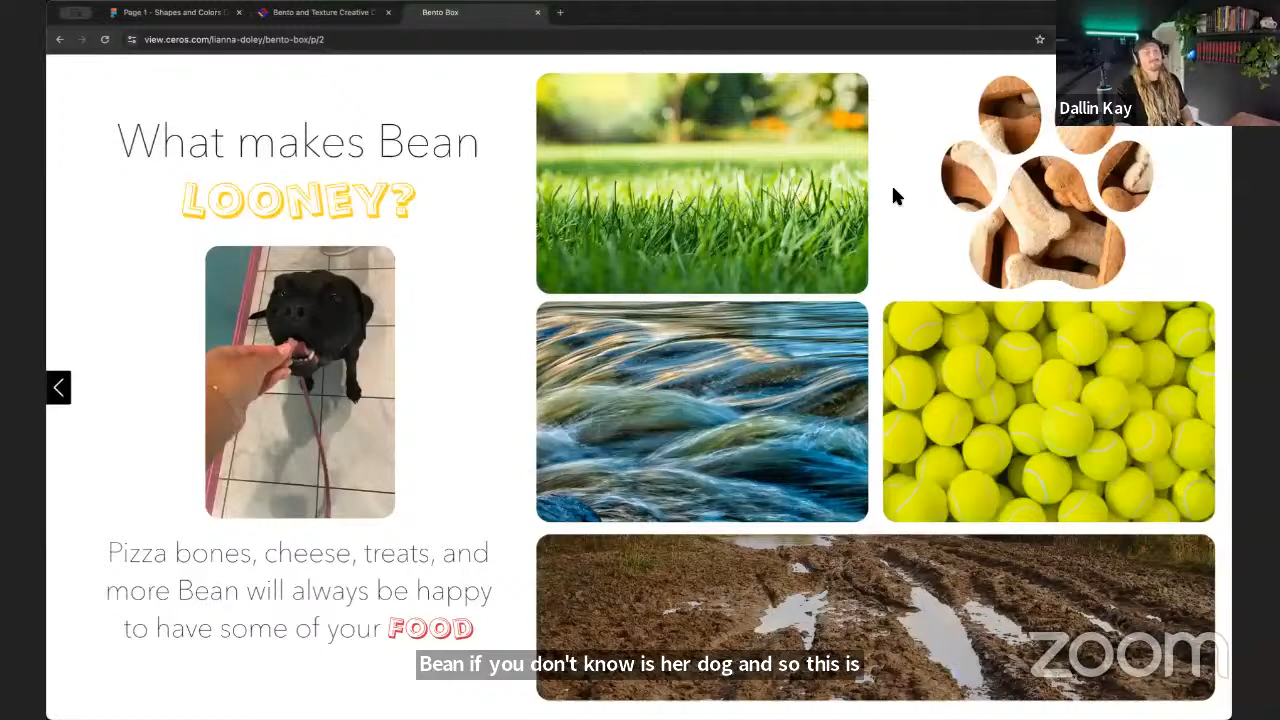 Page 1 - Shapes and Colors
Bento and Texture Creative
Bento Box
view.ceros.com/lianna-doley/bento-box/p/2
Dallin Kay
What makes Bean
LOONEY?
Pizza bones, cheese, treats, and
more Bean will always be happy
to have some of your FOOD
Bean if you don't know is her dog and so this is
zoom